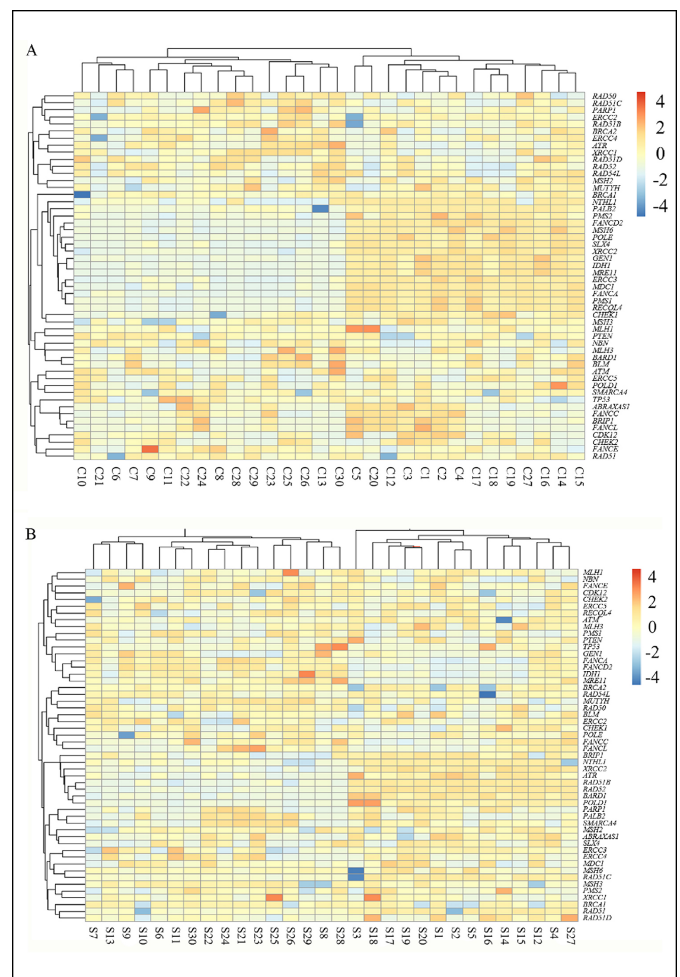 A
RAD50
RAD51C
PARP1
ERCC2
RAD51B
BRCA2
ERCC4
ATR
XRCC1
RAD51D
RAD52
RAD54L
MSH2
MUTYH
BRCA1
NTHL1
PALB2
PMS2
FANCD2
MSH6
POLE
SLX4
XRCC2
GEN1
IDH1
MRE11
ERCC3
MDC1
FANCA
PMS1
RECQL4
CHEK1
MSH3
MLH1
PTEN
NBN
MLH3
BARD1
BLM
ATM
ERCC5
POLD1
SMARCA4
TP53
ABRAXAS1
FANCC
BRIP1
FANCL
CDK12
CHEK2
FANCE
RAD51
4
2
0
-2
-4
C10 C21 C6 C7 C9 C11 C22 C24 C8 C28 C29 C23 C25 C26 C13 C30 C5 C20 C12 C3 C1 C2 C4 C17 C18 C19 C27 C16 C14 C15
B
MLH1
NBN
FANCE
CDK12
CHEK2
ERCC5
RECQL4
ATM
MLH3
PMS1
PTEN
TP53
GEN1
FANCA
FANCD2
IDH1
MRE11
BRCA2
RAD54L
MUTYH
RAD50
BLM
ERCC2
CHEK1
POLE
FANCC
FANCL
BRIP1
NTHL1
XRCC2
ATR
RAD51B
RAD52
BARD1
POLD1
PARP1
PALB2
SMARCA4
MSH2
ABRAXAS1
SLX4
ERCC3
ERCC4
MDC1
MSH6
RAD51C
MSH3
PMS2
XRCC1
BRCA1
RAD51
RAD51D
4
2
0
-2
-4
S7 S13 S9 S10 S6 S11 S30 S22 S24 S21 S23 S25 S26 S29 S8 S28 S3 S18 S17 S19 S20 S1 S2 S5 S16 S14 S15 S12 S4 S27